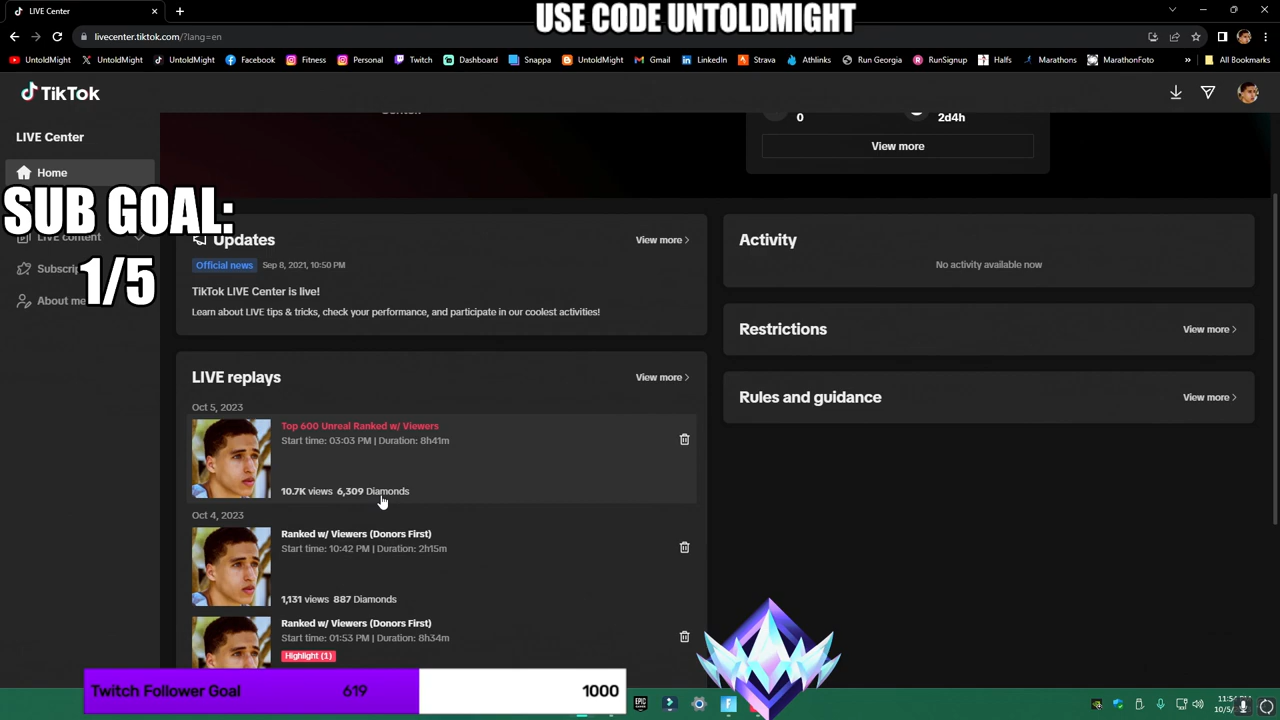 LIVE Center
USE CODE UNTOLDMIGHT
livecenter.tiktok.com/?lang=en
UntoldMight UntoldMight UntoldMight Facebook Fitness Personal Twitch Dashboard Snappa UntoldMight Gmail LinkedIn Strava Athlinks Run Georgia RunSignup Halfs Marathons MarathonFoto » All Bookmarks
TikTok
LIVE Center
0 2d4h
View more
Home
SUB GOAL:
1/5
LIVE content
About me
Updates View more >
Official news Sep 8, 2021, 10:50 PM
TikTok LIVE Center is live!
Learn about LIVE tips & tricks, check your performance, and participate in our coolest activities!
Activity
No activity available now
Restrictions View more >
Rules and guidance View more >
LIVE replays View more >
Oct 5, 2023
Top 600 Unreal Ranked w/ Viewers
Start time: 03:03 PM | Duration: 8h41m
10.7K views 6,309 Diamonds
Oct 4, 2023
Ranked w/ Viewers (Donors First)
Start time: 10:42 PM | Duration: 2h15m
1,131 views 887 Diamonds
Ranked w/ Viewers (Donors First)
Start time: 01:53 PM | Duration: 8h34m
Highlight (1)
Twitch Follower Goal 619 1000
EPIC